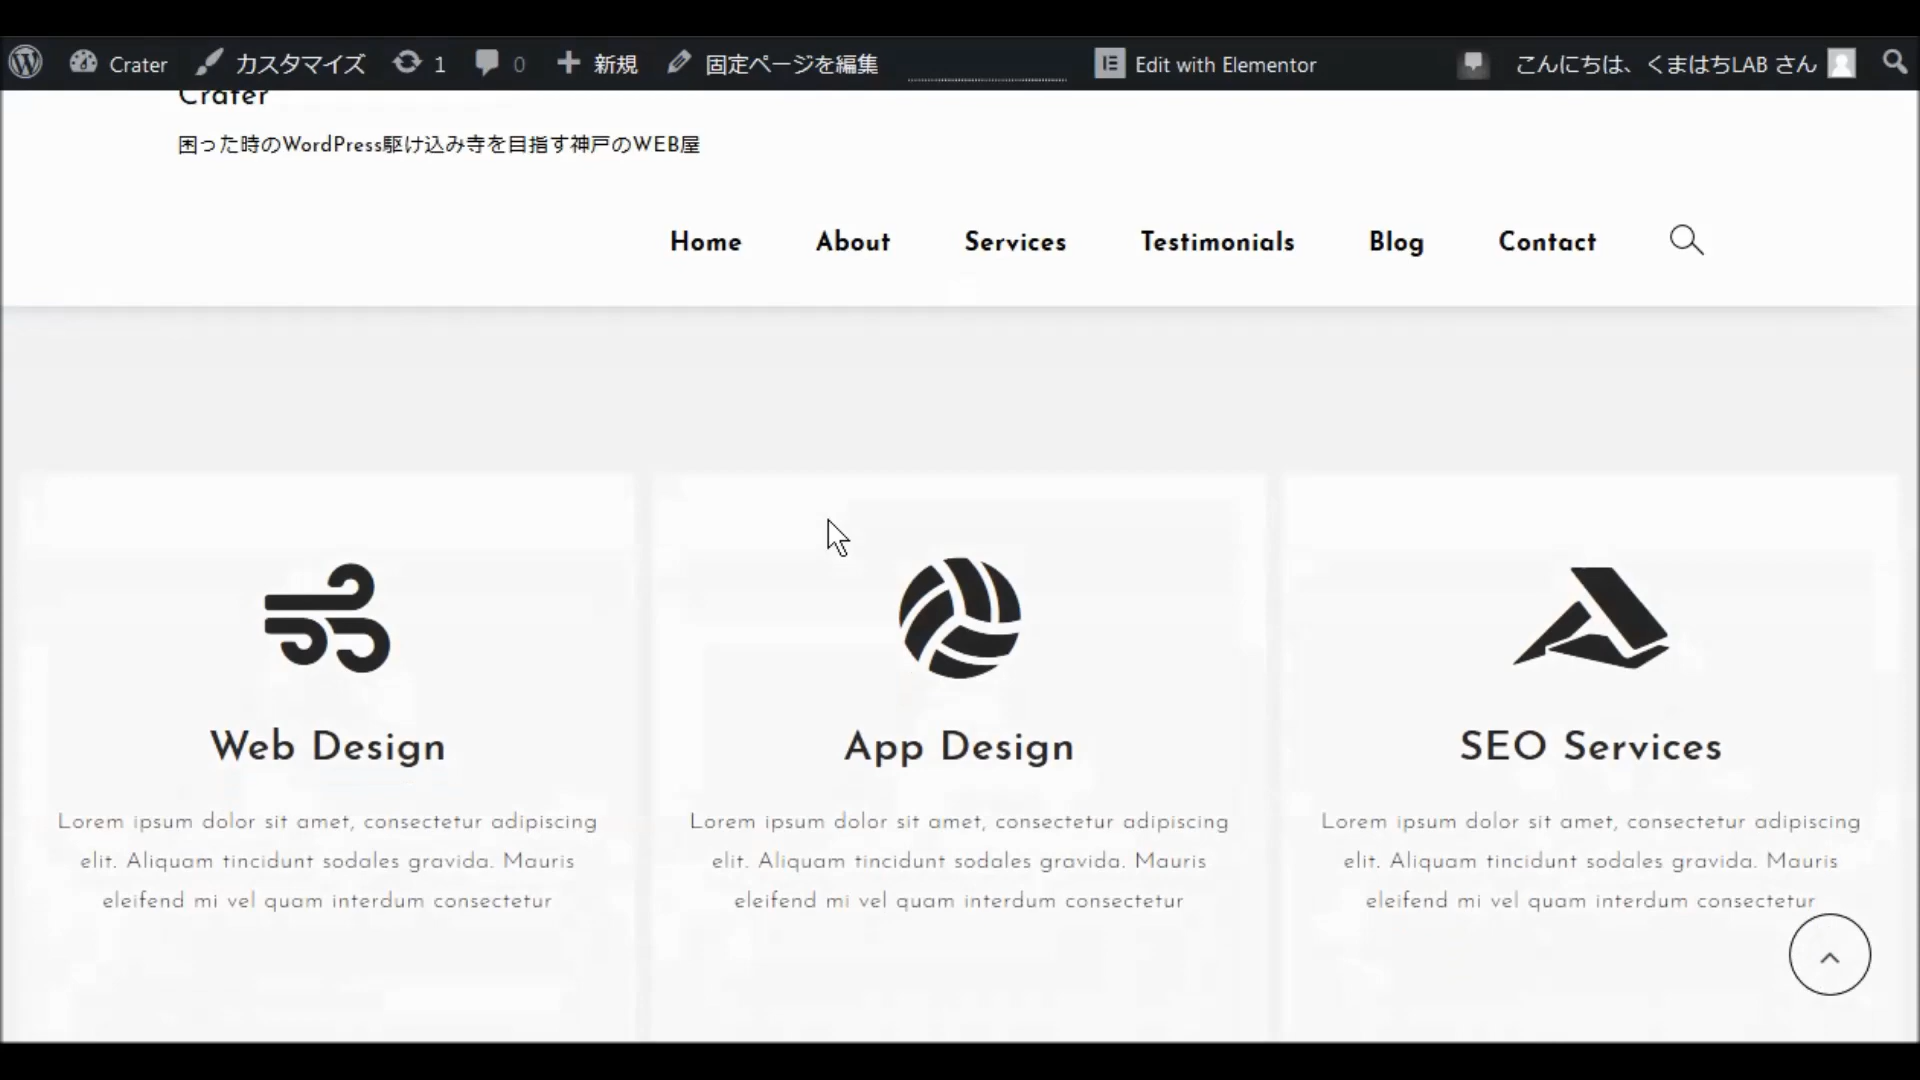 Crater カスタマイズ 1 0 新規 固定ページを編集 Edit with Elementor こんにちは、くまはちLAB さん
Crater
困った時のWordPress駆け込み寺を目指す神戸のWEB屋
Home About Services Testimonials Blog Contact
Web Design
Lorem ipsum dolor sit amet, consectetur adipiscing
elit. Aliquam tincidunt sodales gravida. Mauris
eleifend mi vel quam interdum consectetur
App Design
Lorem ipsum dolor sit amet, consectetur adipiscing
elit. Aliquam tincidunt sodales gravida. Mauris
eleifend mi vel quam interdum consectetur
SEO Services
Lorem ipsum dolor sit amet, consectetur adipiscing
elit. Aliquam tincidunt sodales gravida. Mauris
eleifend mi vel quam interdum consectetur